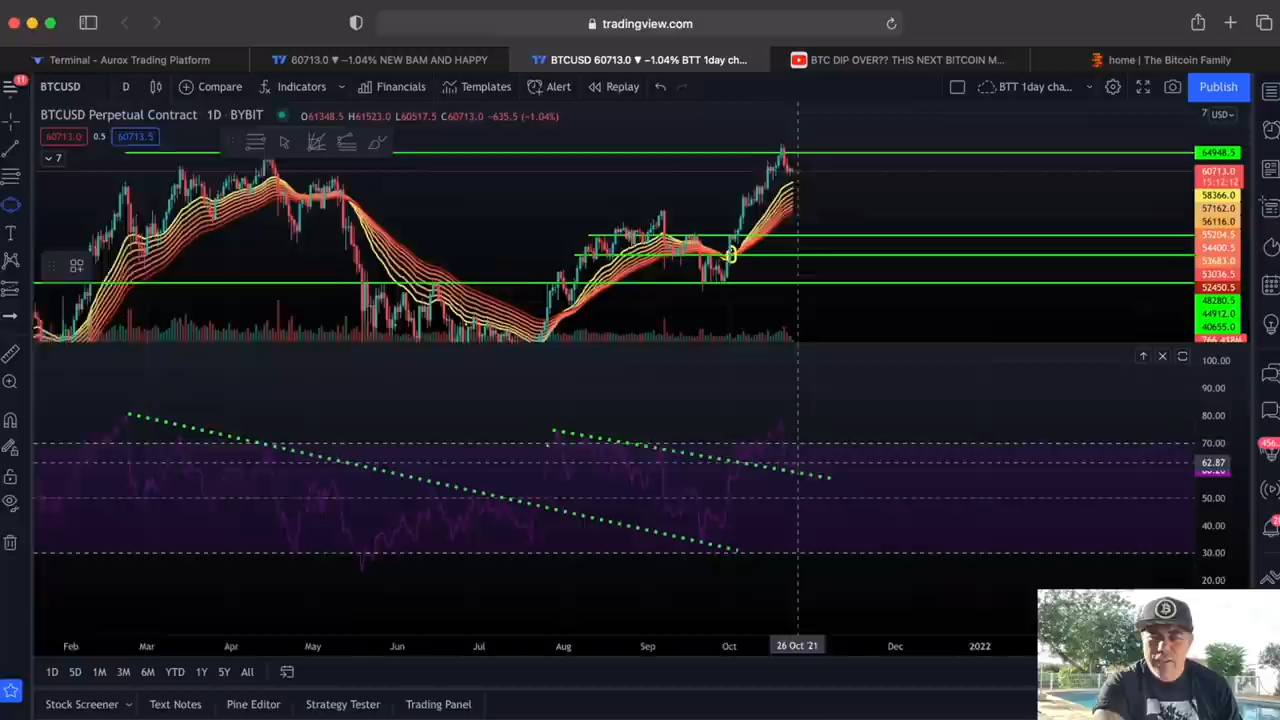 tradingview.com
Terminal - Aurox Trading Platform
60713.0 ▼ −1.04% NEW BAM AND HAPPY
BTCUSD 60713.0 ▼ −1.04% BTT 1day ch...
BTC DIP OVER?? THIS NEXT BITCOIN M...
home | The Bitcoin Family
11
BTCUSD
D
Compare
Indicators
Financials
Templates
Alert
Replay
BTT 1day cha...
Publish
BTCUSD Perpetual Contract 1D BYBIT
O61348.5 H61523.0 L60517.5 C60713.0 −635.5 (−1.04%)
USD
60713.0
0.5
60713.5
7
64948.5
60713.0
15:12:12
58366.0
57162.0
56116.0
55204.5
54400.5
53683.0
53036.5
52450.5
48280.5
44912.0
40655.0
766.418M
100.00
90.00
80.00
70.00
62.87
50.00
40.00
30.00
20.00
Feb
Mar
Apr
May
Jun
Jul
Aug
Sep
Oct
26 Oct '21
Dec
2022
1D
5D
1M
3M
6M
YTD
1Y
5Y
All
Stock Screener
Text Notes
Pine Editor
Strategy Tester
Trading Panel